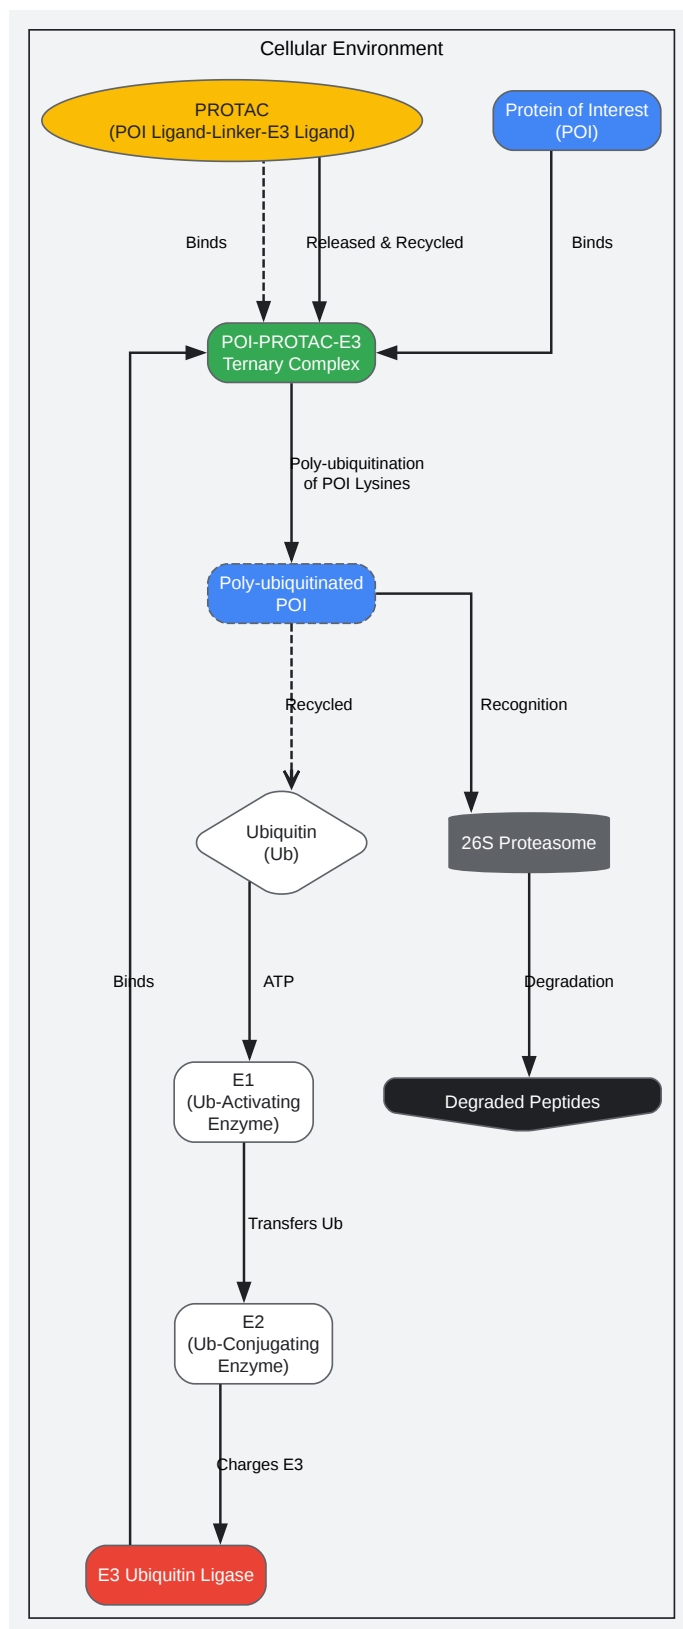 Cellular Environment
PROTAC
(POI Ligand-Linker-E3 Ligand)
Protein of Interest
(POI)
Binds
Released & Recycled
Binds
POI-PROTAC-E3
Ternary Complex
Poly-ubiquitination
of POI Lysines
Poly-ubiquitinated
POI
Recycled
Recognition
Ubiquitin
(Ub)
26S Proteasome
Binds
ATP
Degradation
E1
(Ub-Activating
Enzyme)
Degraded Peptides
Transfers Ub
E2
(Ub-Conjugating
Enzyme)
Charges E3
E3 Ubiquitin Ligase